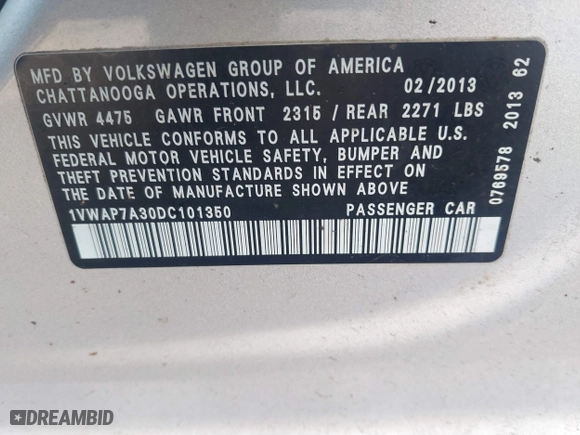 MFD BY VOLKSWAGEN GROUP OF AMERICA
CHATTANOOGA OPERATIONS, LLC. 02/2013
GVWR 4475 GAWR FRONT 2315 / REAR 2271 LBS
THIS VEHICLE CONFORMS TO ALL APPLICABLE U.S.
FEDERAL MOTOR VEHICLE SAFETY, BUMPER AND
THEFT PREVENTION STANDARDS IN EFFECT ON
THE DATE OF MANUFACTURE SHOWN ABOVE
1VWAP7A30DC101350 PASSENGER CAR
0769578 2013 62
DREAMBID